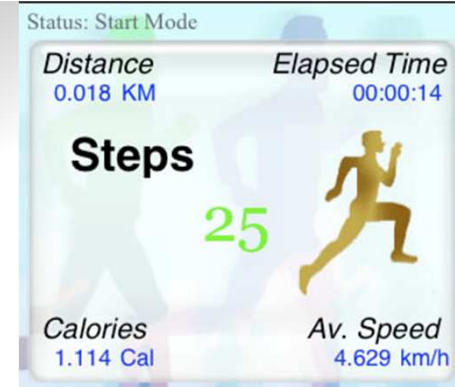 Status: Start Mode
Distance Elapsed Time
0.018 KM 00:00:14
Steps
25
Calories Av. Speed
1.114 Cal 4.629 km/h